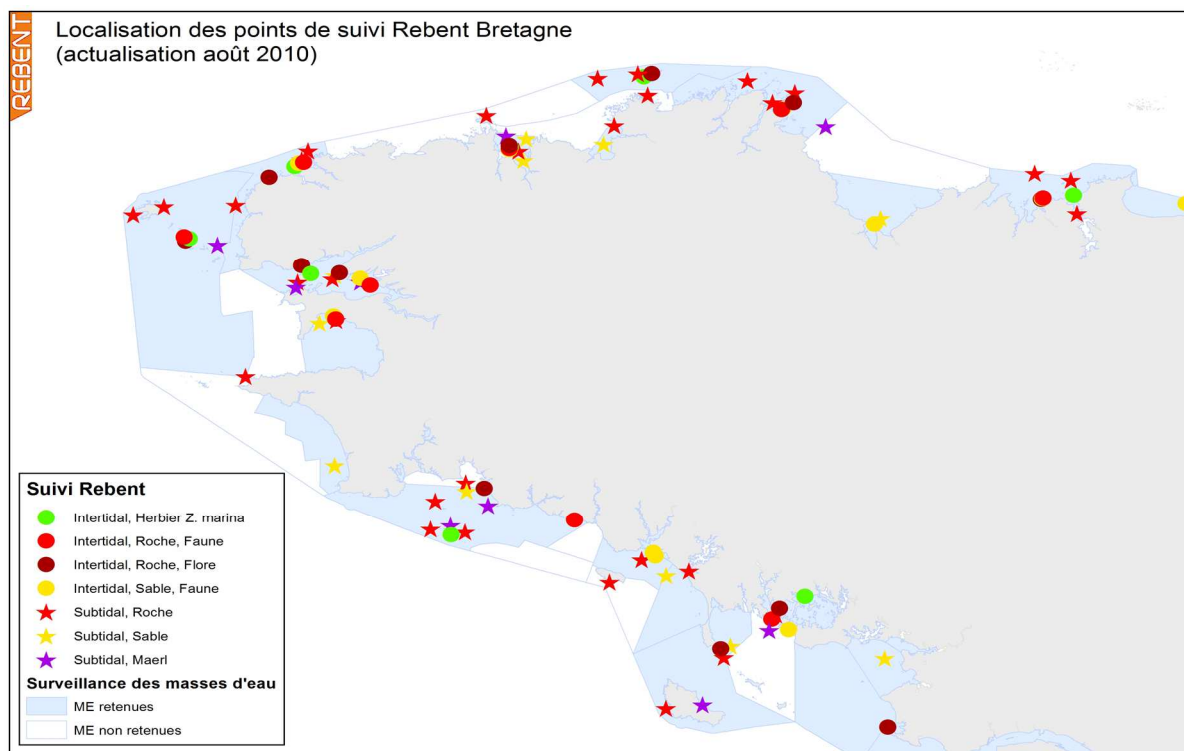 REBENT
Localisation des points de suivi Rebent Bretagne
(actualisation août 2010)
Suivi Rebent
Intertidal, Herbier Z. marina
Intertidal, Roche, Faune
Intertidal, Roche, Flore
Intertidal, Sable, Faune
Subtidal, Roche
Subtidal, Sable
Subtidal, Maerl
Surveillance des masses d'eau
ME retenues
ME non retenues